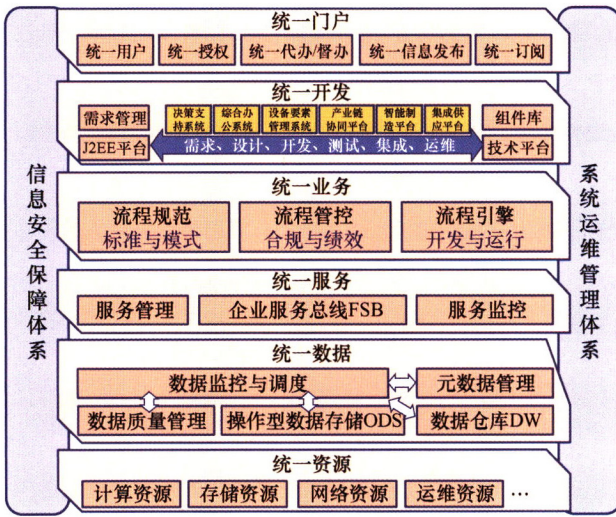 统一门户
统一用户 统一授权 统一代办/督办 统一信息发布 统一订阅
统一开发
需求管理 决策支持系统 综合办公系统 设备要素管理系统 产业链协同平台 智能制造平台 集成供应平台 组件库
J2EE平台 需求、设计、开发、测试、集成、运维 技术平台
统一业务
流程规范 流程管控 流程引擎
标准与模式 合规与绩效 开发与运行
统一服务
服务管理 企业服务总线FSB 服务监控
统一数据
数据监控与调度 元数据管理
数据质量管理 操作型数据存储ODS 数据仓库DW
统一资源
计算资源 存储资源 网络资源 运维资源 …
信息安全保障体系
系统运维管理体系